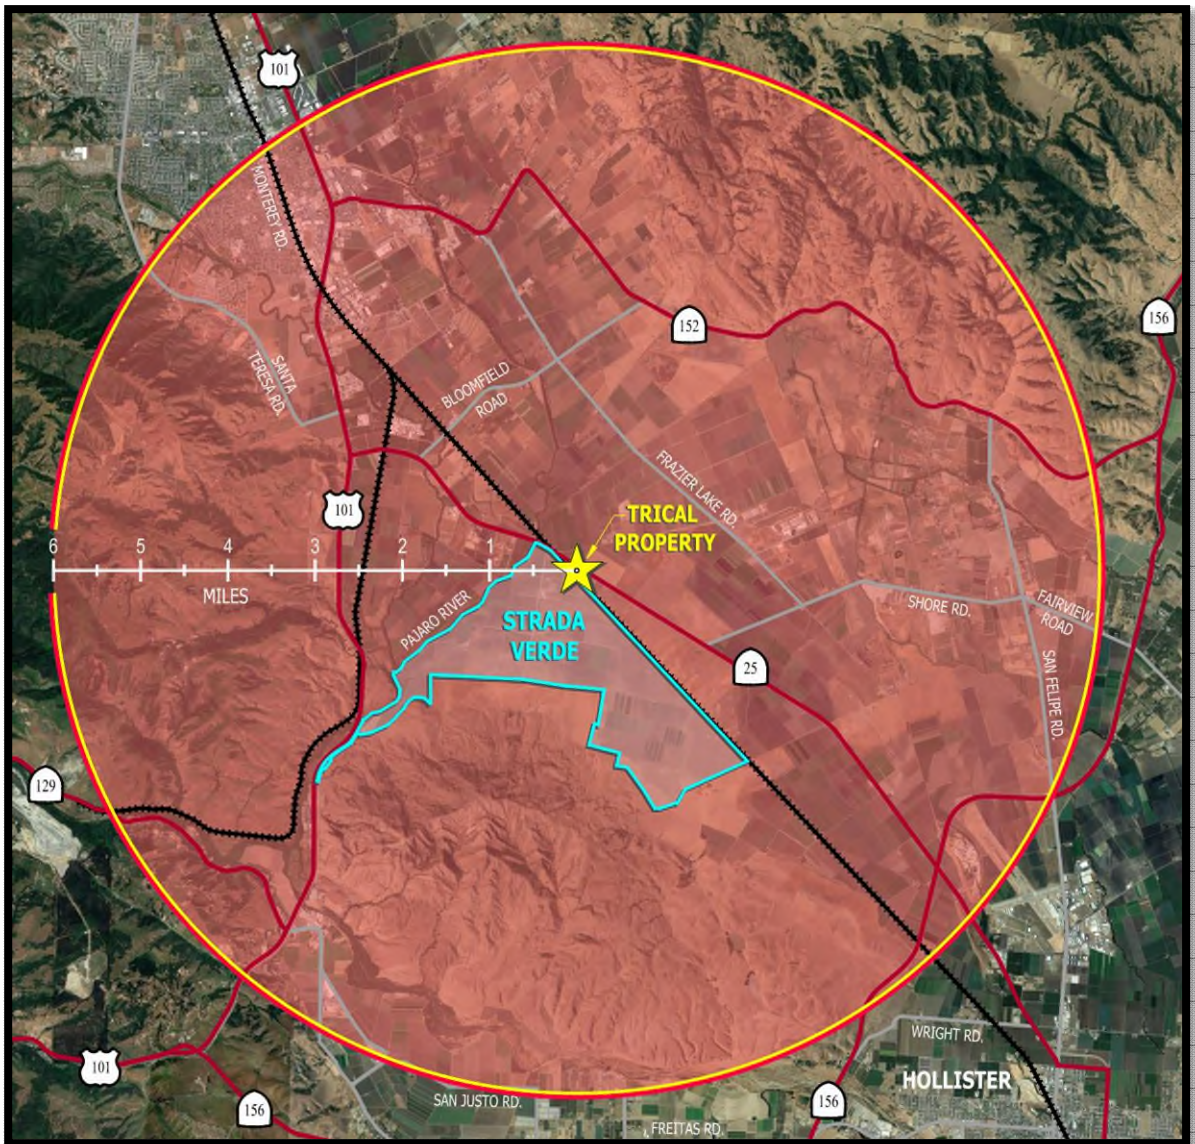 101
MONTEREY RD.
152
156
SANTA
TERESA RD.
BLOOMFIELD
ROAD
FRAZIER LAKE RD.
101
TRICAL
PROPERTY
6 5 4 3 2 1
MILES
PAJARO RIVER
STRADA
VERDE
SHORE RD.
FAIRVIEW
ROAD
25
SAN FELIPE RD.
129
WRIGHT RD.
HOLLISTER
101
156
SAN JUSTO RD.
156
FREITAS RD.